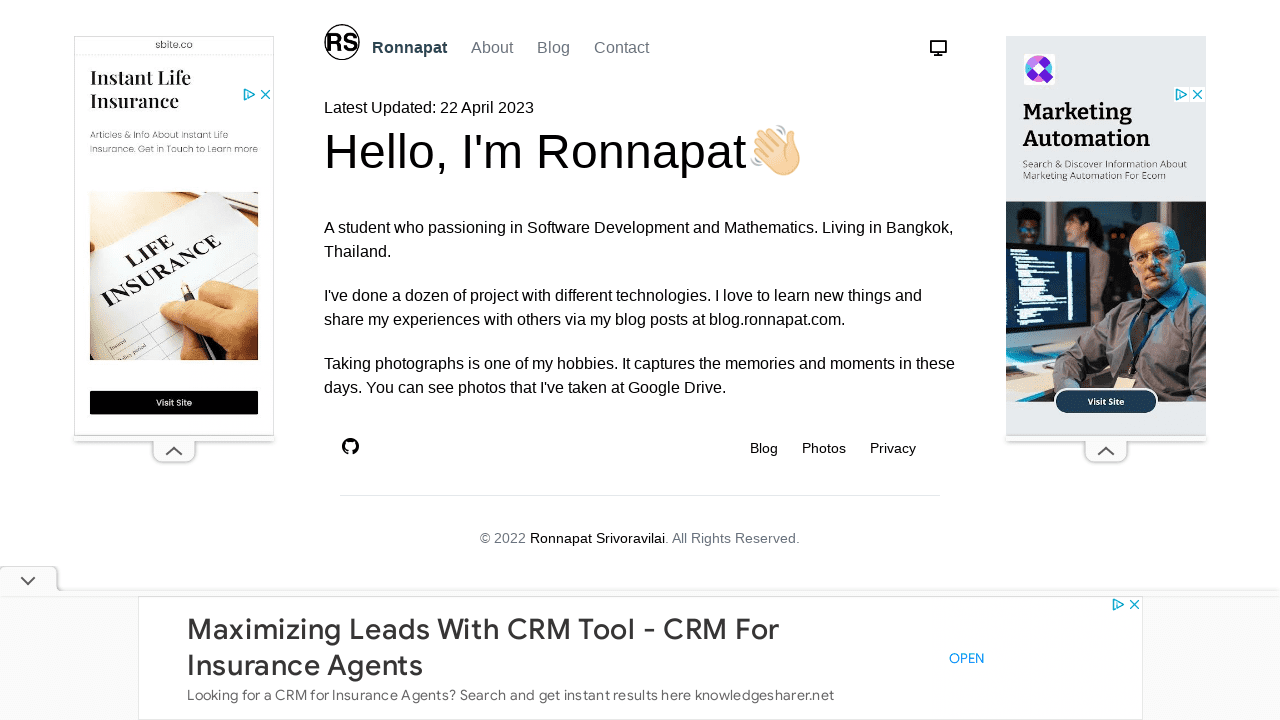 RS
Ronnapat
About
Blog
Contact
Latest Updated: 22 April 2023
Hello, I'm Ronnapat
A student who passioning in Software Development and Mathematics. Living in Bangkok,
Thailand.
I've done a dozen of project with different technologies. I love to learn new things and
share my experiences with others via my blog posts at blog.ronnapat.com.
Taking photographs is one of my hobbies. It captures the memories and moments in these
days. You can see photos that I've taken at Google Drive.
Blog
Photos
Privacy
© 2022 Ronnapat Srivoravilai. All Rights Reserved.
sbite.co
Instant Life
Insurance
Articles & Info About Instant Life
Insurance. Get in Touch to Learn more
LIFE
INSURANCE
Visit Site
Marketing
Automation
Search & Discover Information About
Marketing Automation For Ecom
Visit Site
Maximizing Leads With CRM Tool - CRM For
Insurance Agents
Looking for a CRM for Insurance Agents? Search and get instant results here knowledgesharer.net
OPEN